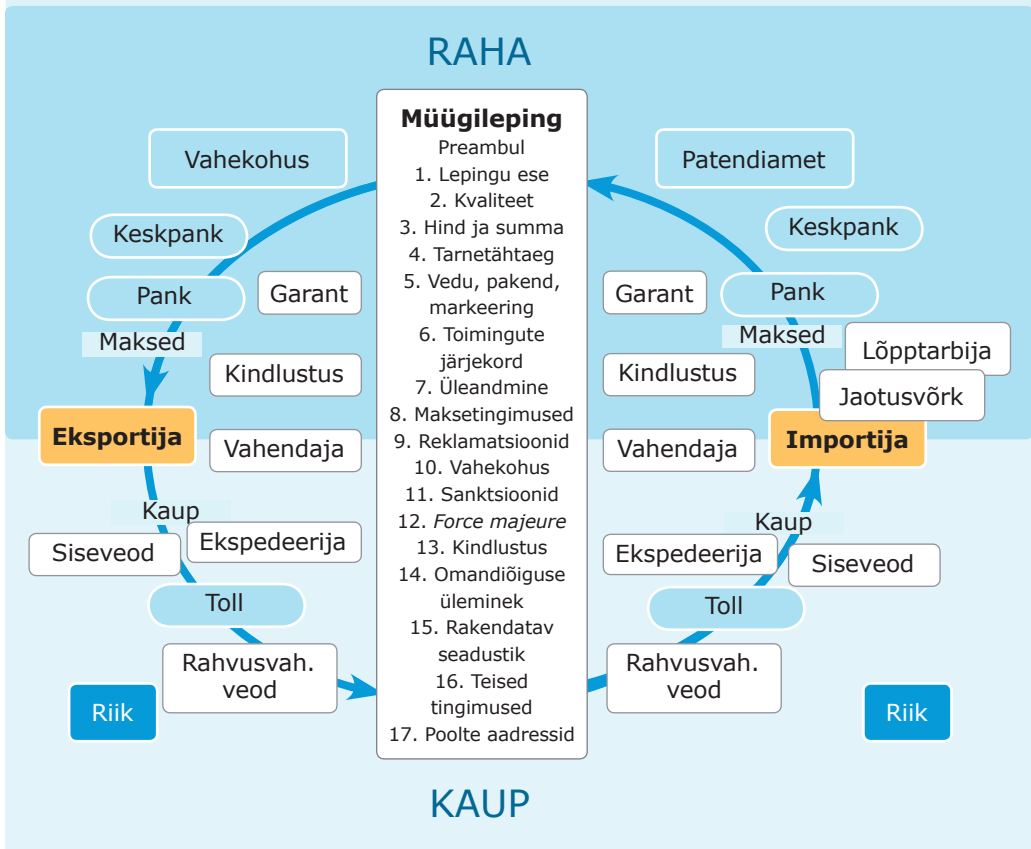 RAHA
Müügileping
Preambul
1. Lepingu ese
2. Kvaliteet
3. Hind ja summa
4. Tarnetähtaeg
5. Vedu, pakend,
markeering
6. Toimingute
järjekord
7. Üleandmine
8. Maksetingimused
9. Reklamatsioonid
10. Vahekohus
11. Sanktsioonid
12. Force majeure
13. Kindlustus
14. Omandiõiguse
üleminek
15. Rakendatav
seadustik
16. Teised
tingimused
17. Poolte aadressid
Vahekohus
Keskpank
Pank
Garant
Maksed
Kindlustus
Eksportija
Vahendaja
Kaup
Siseveod
Ekspedeerija
Toll
Rahvusvah.
veod
Riik
Patendiamet
Keskpank
Garant
Pank
Maksed
Lõpptarbija
Kindlustus
Jaotusvõrk
Vahendaja
Importija
Kaup
Ekspedeerija
Siseveod
Toll
Rahvusvah.
veod
Riik
KAUP